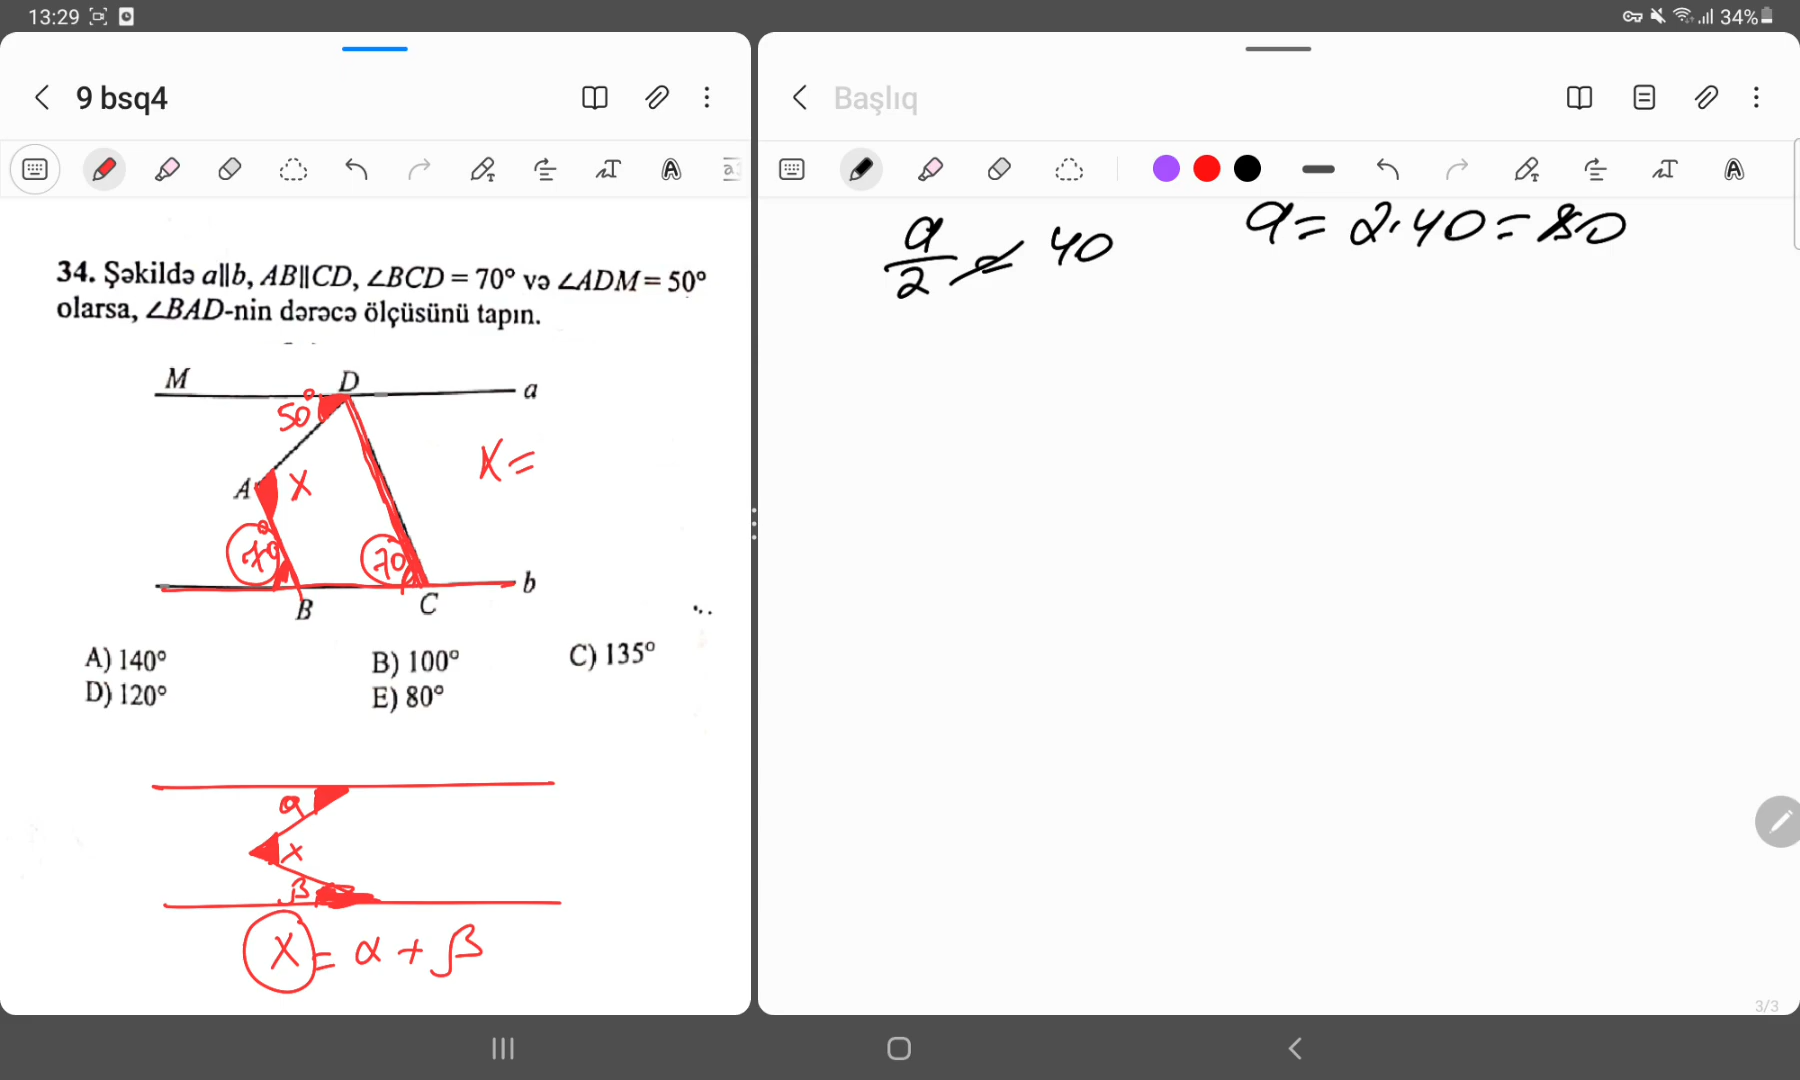 13:29
34%
9 bsq4
Başlıq
34. Şəkildə a||b, AB||CD, ∠BCD = 70° və ∠ADM = 50°
olarsa, ∠BAD-nin dərəcə ölçüsünü tapın.
M
D
a
50°
x =
A
x
70°
70
b
B
C
A) 140°
B) 100°
C) 135°
D) 120°
E) 80°
α
x
β
x = α + β
a/2 = 40
a = 2·40 = 80
3/3